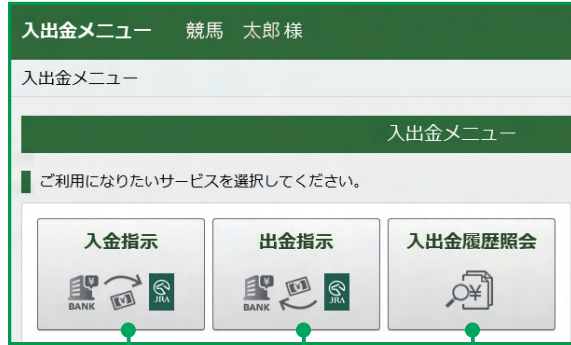 入出金メニュー 競馬 太郎様
入出金メニュー
入出金メニュー
ご利用になりたいサービスを選択してください。
入金指示 出金指示 入出金履歴照会
BANK JRA BANK JRA